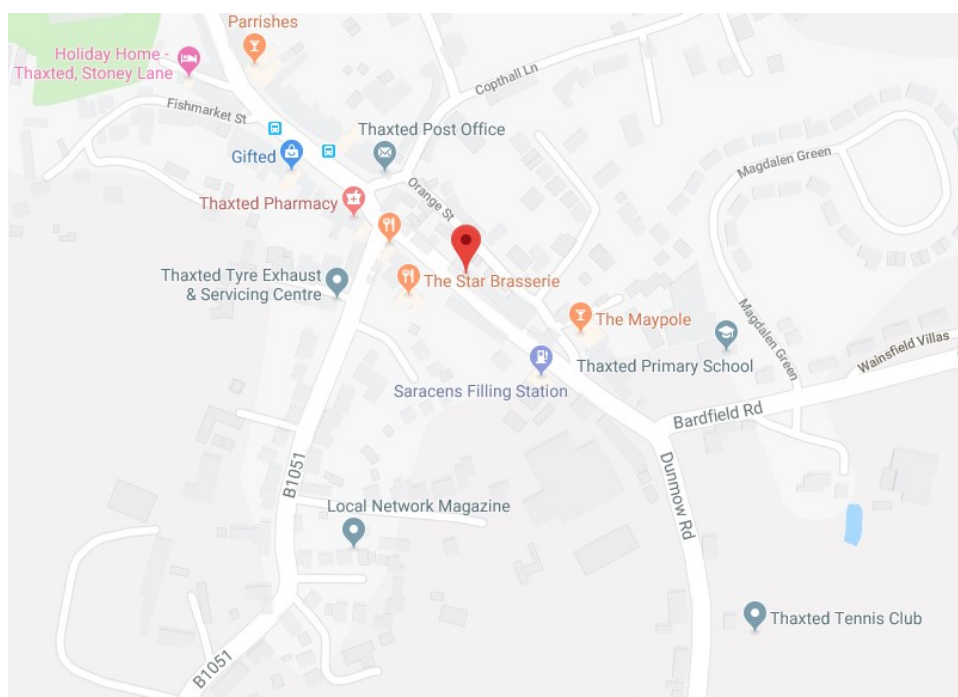 Parrishes
Holiday Home -
Thaxted, Stoney Lane
Copthall Ln
Fishmarket St
Thaxted Post Office
Gifted
Magdalen Green
Orange St
Thaxted Pharmacy
The Star Brasserie
Thaxted Tyre Exhaust
& Servicing Centre
The Maypole
Magdalen Green
Wainsfield Villas
Thaxted Primary School
Saracens Filling Station
Bardfield Rd
Dunmow Rd
B1051
Local Network Magazine
Thaxted Tennis Club
B1051